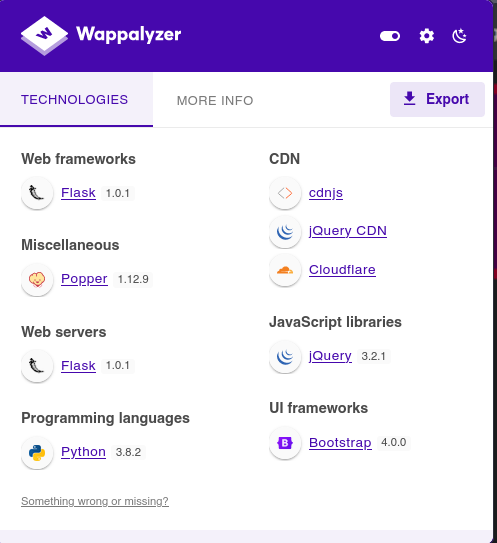 Wappalyzer
TECHNOLOGIES
MORE INFO
Export
Web frameworks
Flask 1.0.1
Miscellaneous
Popper 1.12.9
Web servers
Flask 1.0.1
Programming languages
Python 3.8.2
CDN
cdnjs
jQuery CDN
Cloudflare
JavaScript libraries
jQuery 3.2.1
UI frameworks
Bootstrap 4.0.0
Something wrong or missing?